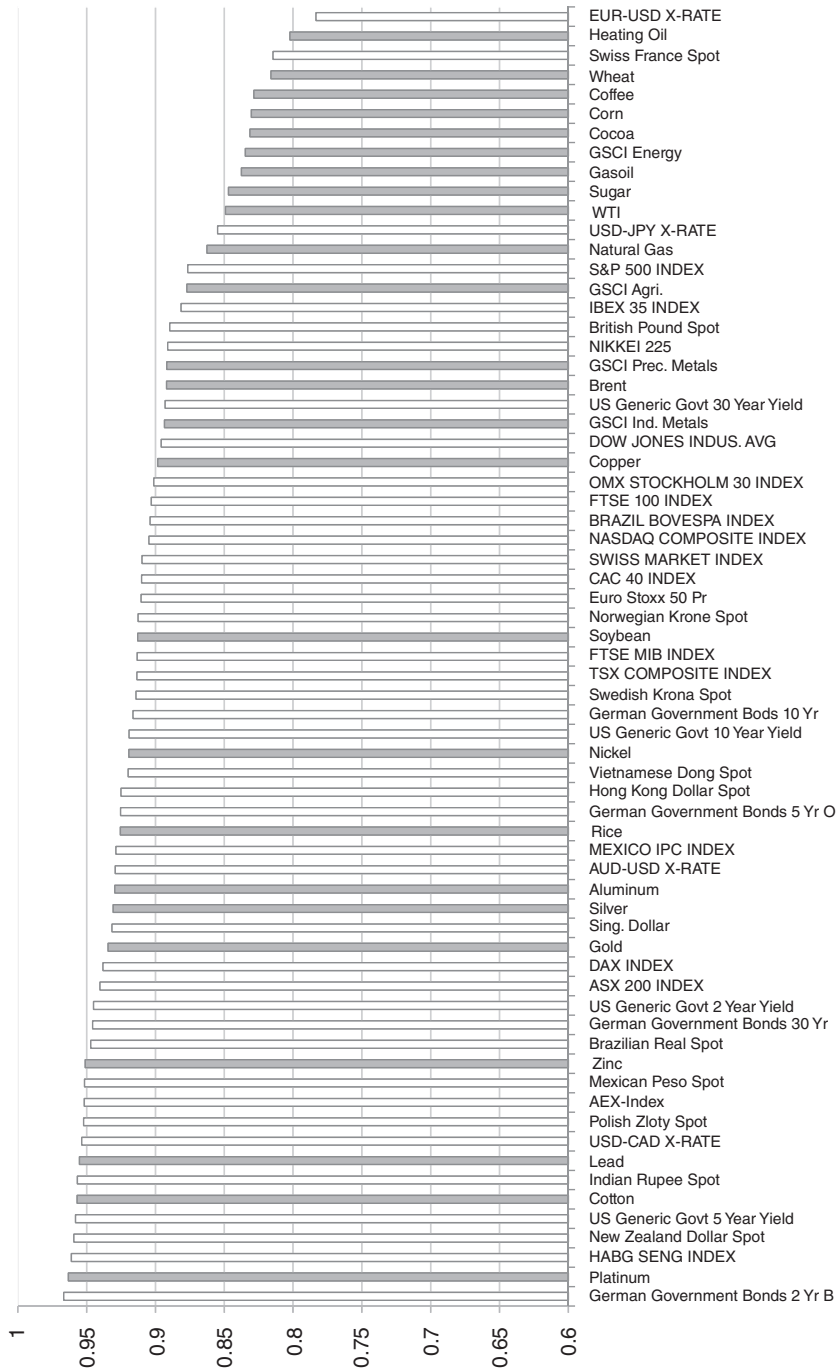 EUR-USD X-RATE
Heating Oil
Swiss France Spot
Wheat
Coffee
Corn
Cocoa
GSCI Energy
Gasoil
Sugar
WTI
USD-JPY X-RATE
Natural Gas
S&P 500 INDEX
GSCI Agri.
IBEX 35 INDEX
British Pound Spot
NIKKEI 225
GSCI Prec. Metals
Brent
US Generic Govt 30 Year Yield
GSCI Ind. Metals
DOW JONES INDUS. AVG
Copper
OMX STOCKHOLM 30 INDEX
FTSE 100 INDEX
BRAZIL BOVESPA INDEX
NASDAQ COMPOSITE INDEX
SWISS MARKET INDEX
CAC 40 INDEX
Euro Stoxx 50 Pr
Norwegian Krone Spot
Soybean
FTSE MIB INDEX
TSX COMPOSITE INDEX
Swedish Krona Spot
German Government Bods 10 Yr
US Generic Govt 10 Year Yield
Nickel
Vietnamese Dong Spot
Hong Kong Dollar Spot
German Government Bonds 5 Yr O
Rice
MEXICO IPC INDEX
AUD-USD X-RATE
Aluminum
Silver
Sing. Dollar
Gold
DAX INDEX
ASX 200 INDEX
US Generic Govt 2 Year Yield
German Government Bonds 30 Yr
Brazilian Real Spot
Zinc
Mexican Peso Spot
AEX-Index
Polish Zloty Spot
USD-CAD X-RATE
Lead
Indian Rupee Spot
Cotton
US Generic Govt 5 Year Yield
New Zealand Dollar Spot
HABG SENG INDEX
Platinum
German Government Bonds 2 Yr B
1
0.95
0.9
0.85
0.8
0.75
0.7
0.65
0.6